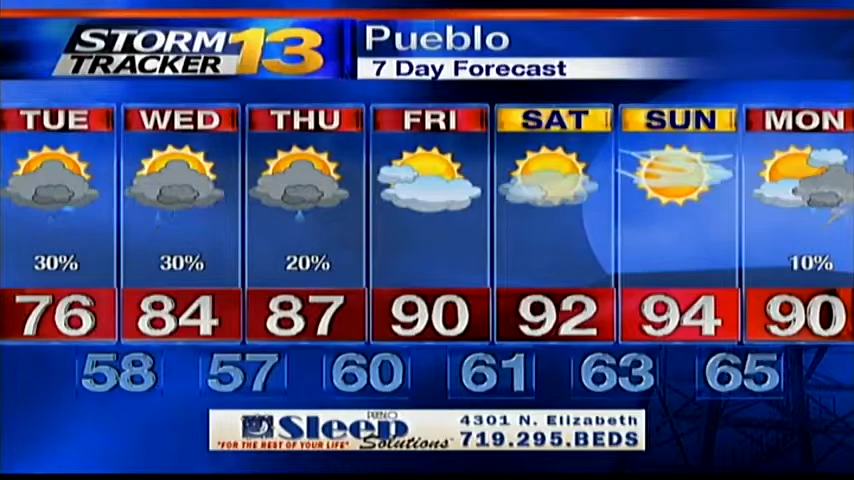 STORM TRACKER 13
Pueblo
7 Day Forecast
TUE WED THU FRI SAT SUN MON
30% 30% 20% 10%
76 84 87 90 92 94 90
58 57 60 61 63 65
PUEBLO
Sleep Solutions
"FOR THE REST OF YOUR LIFE"
4301 N. Elizabeth
719.295.BEDS